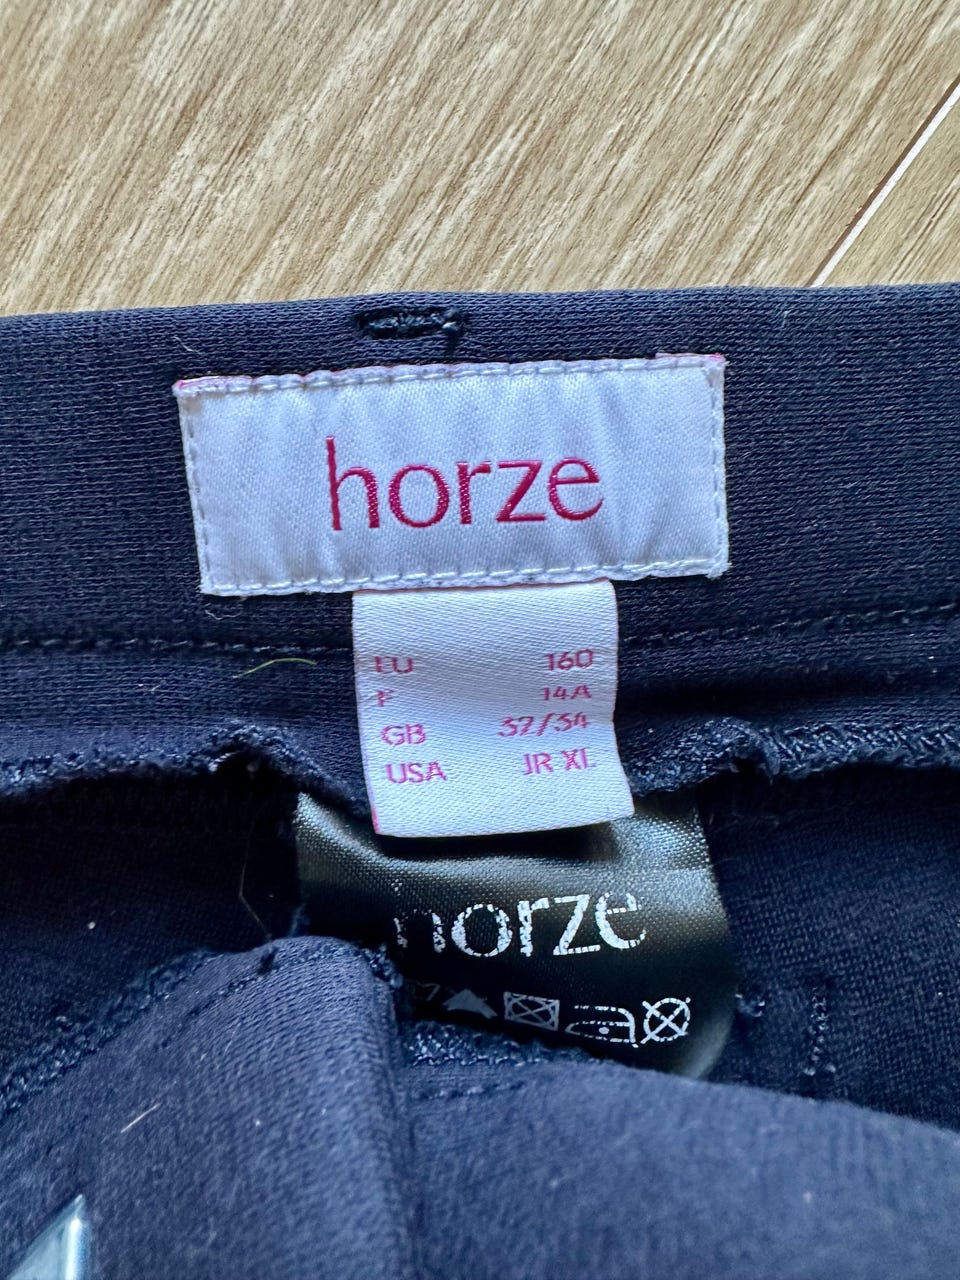 horze
EU 160
F 14A
GB 32/34
USA JR XL
horze